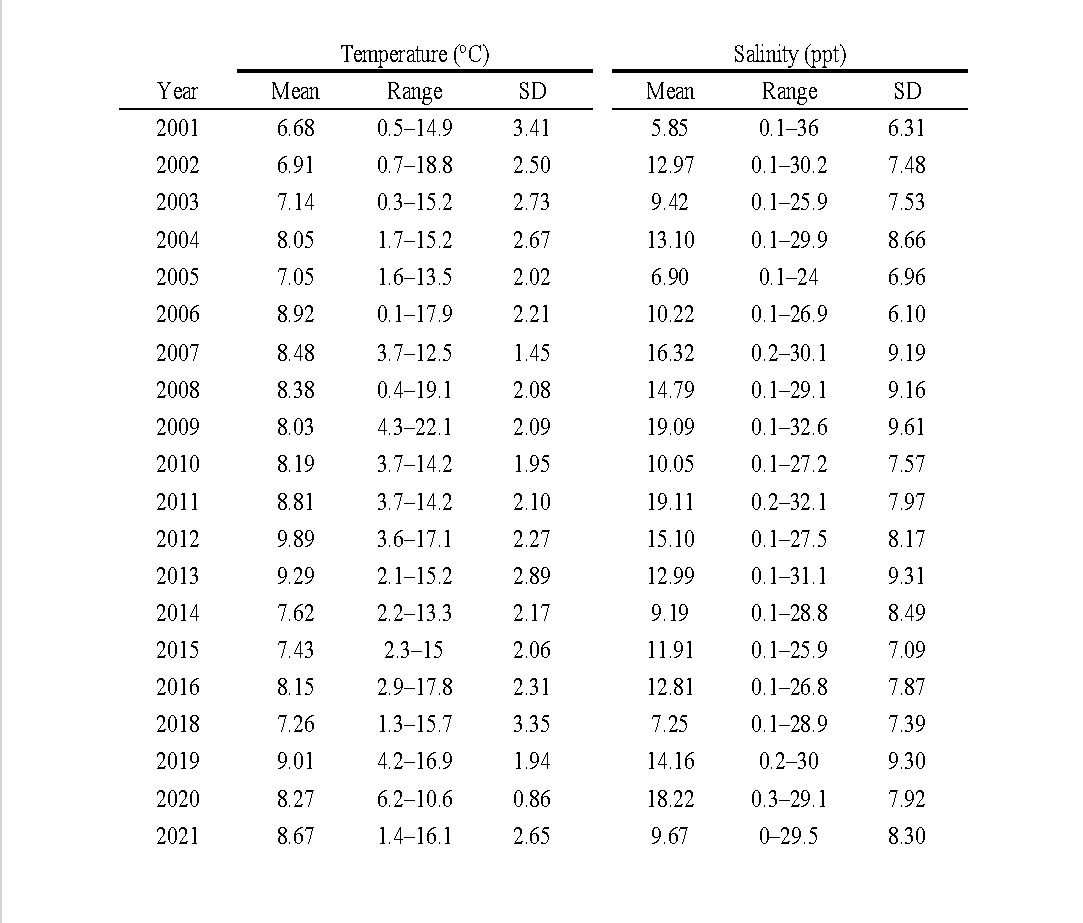 Temperature (°C) Salinity (ppt)
Year Mean Range SD Mean Range SD
2001 6.68 0.5–14.9 3.41 5.85 0.1–36 6.31
2002 6.91 0.7–18.8 2.50 12.97 0.1–30.2 7.48
2003 7.14 0.3–15.2 2.73 9.42 0.1–25.9 7.53
2004 8.05 1.7–15.2 2.67 13.10 0.1–29.9 8.66
2005 7.05 1.6–13.5 2.02 6.90 0.1–24 6.96
2006 8.92 0.1–17.9 2.21 10.22 0.1–26.9 6.10
2007 8.48 3.7–12.5 1.45 16.32 0.2–30.1 9.19
2008 8.38 0.4–19.1 2.08 14.79 0.1–29.1 9.16
2009 8.03 4.3–22.1 2.09 19.09 0.1–32.6 9.61
2010 8.19 3.7–14.2 1.95 10.05 0.1–27.2 7.57
2011 8.81 3.7–14.2 2.10 19.11 0.2–32.1 7.97
2012 9.89 3.6–17.1 2.27 15.10 0.1–27.5 8.17
2013 9.29 2.1–15.2 2.89 12.99 0.1–31.1 9.31
2014 7.62 2.2–13.3 2.17 9.19 0.1–28.8 8.49
2015 7.43 2.3–15 2.06 11.91 0.1–25.9 7.09
2016 8.15 2.9–17.8 2.31 12.81 0.1–26.8 7.87
2018 7.26 1.3–15.7 3.35 7.25 0.1–28.9 7.39
2019 9.01 4.2–16.9 1.94 14.16 0.2–30 9.30
2020 8.27 6.2–10.6 0.86 18.22 0.3–29.1 7.92
2021 8.67 1.4–16.1 2.65 9.67 0–29.5 8.30